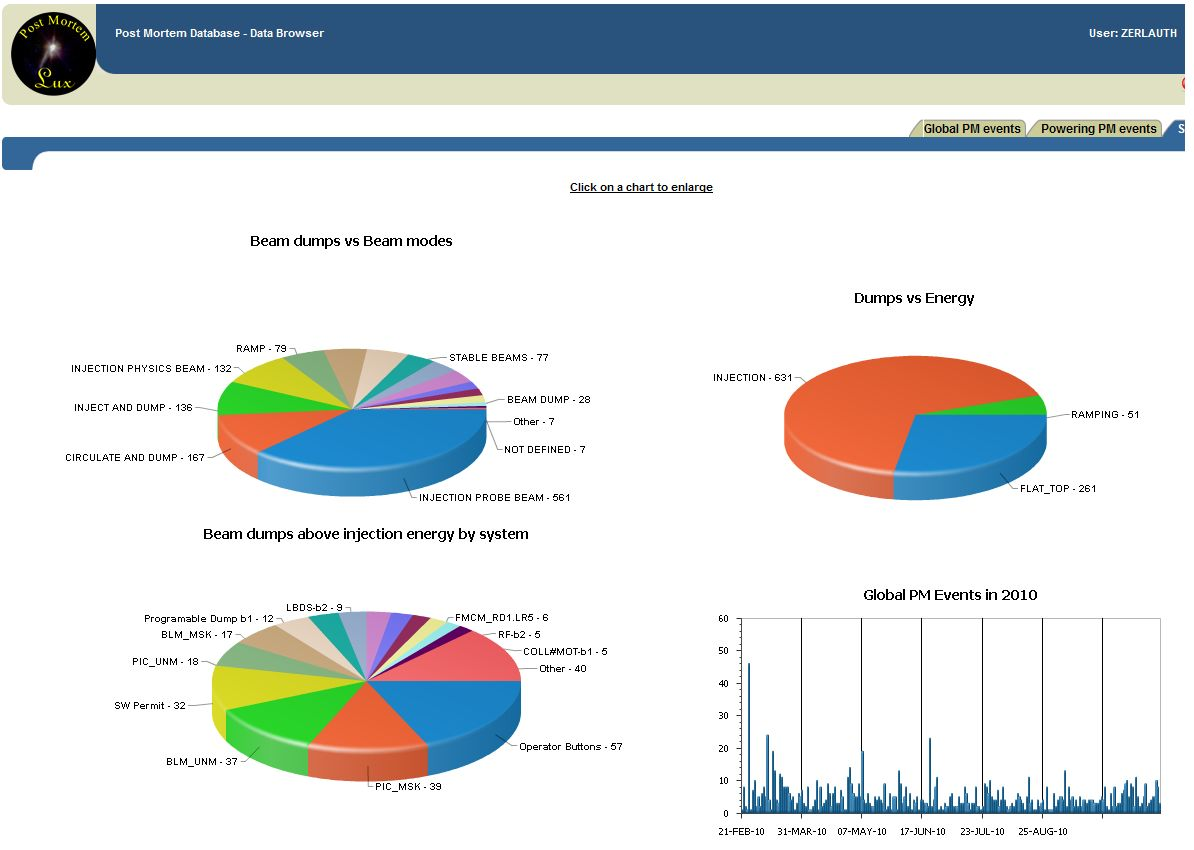 Post Mortem
Lux
Post Mortem Database - Data Browser
User: ZERLAUTH
Global PM events
Powering PM events
S
Click on a chart to enlarge
Beam dumps vs Beam modes
RAMP - 79
INJECTION PHYSICS BEAM - 132
INJECT AND DUMP - 136
CIRCULATE AND DUMP - 167
STABLE BEAMS - 77
BEAM DUMP - 28
Other - 7
NOT DEFINED - 7
INJECTION PROBE BEAM - 561
Dumps vs Energy
INJECTION - 631
RAMPING - 51
FLAT_TOP - 261
Beam dumps above injection energy by system
LBDS-b2 - 9
Programable Dump b1 - 12
BLM_MSK - 17
PIC_UNM - 18
SW Permit - 32
BLM_UNM - 37
PIC_MSK - 39
FMCM_RD1.LR5 - 6
RF-b2 - 5
COLL#MOT-b1 - 5
Other - 40
Operator Buttons - 57
Global PM Events in 2010
60
50
40
30
20
10
0
21-FEB-10 31-MAR-10 07-MAY-10 17-JUN-10 23-JUL-10 25-AUG-10